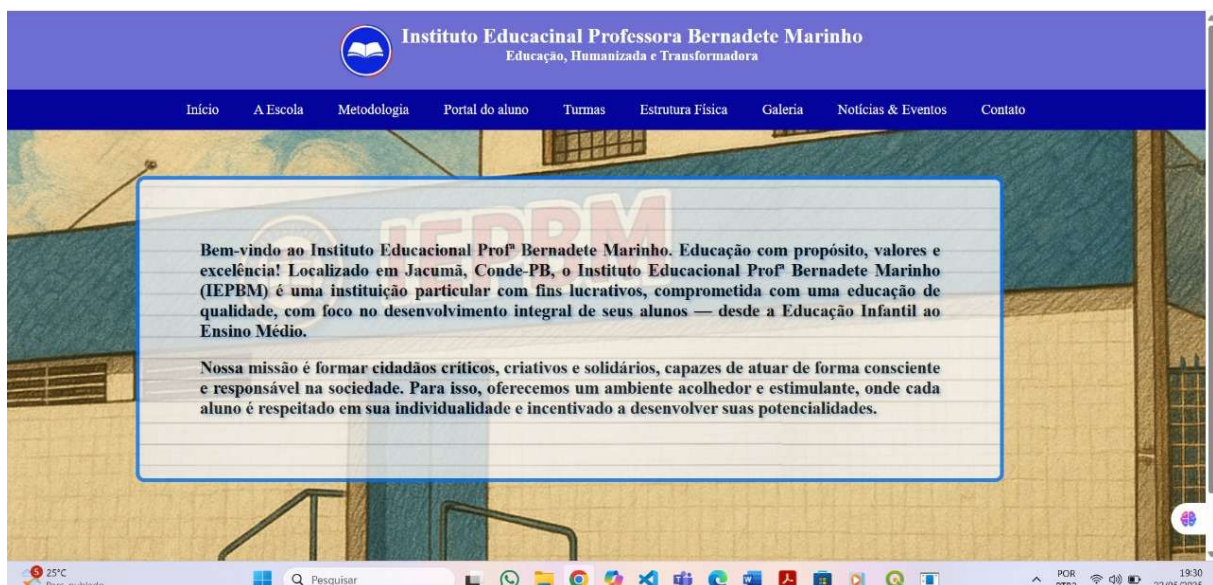 Instituto Educacinal Professora Bernadete Marinho
Educação, Humanizada e Transformadora
Início A Escola Metodologia Portal do aluno Turmas Estrutura Física Galeria Notícias & Eventos Contato
IEPBM
Bem-vindo ao Instituto Educacional Profª Bernadete Marinho. Educação com propósito, valores e
excelência! Localizado em Jacumã, Conde-PB, o Instituto Educacional Profª Bernadete Marinho
(IEPBM) é uma instituição particular com fins lucrativos, comprometida com uma educação de
qualidade, com foco no desenvolvimento integral de seus alunos — desde a Educação Infantil ao
Ensino Médio.
Nossa missão é formar cidadãos críticos, criativos e solidários, capazes de atuar de forma consciente
e responsável na sociedade. Para isso, oferecemos um ambiente acolhedor e estimulante, onde cada
aluno é respeitado em sua individualidade e incentivado a desenvolver suas potencialidades.
5 25°C
Pesquisar
POR 19:30